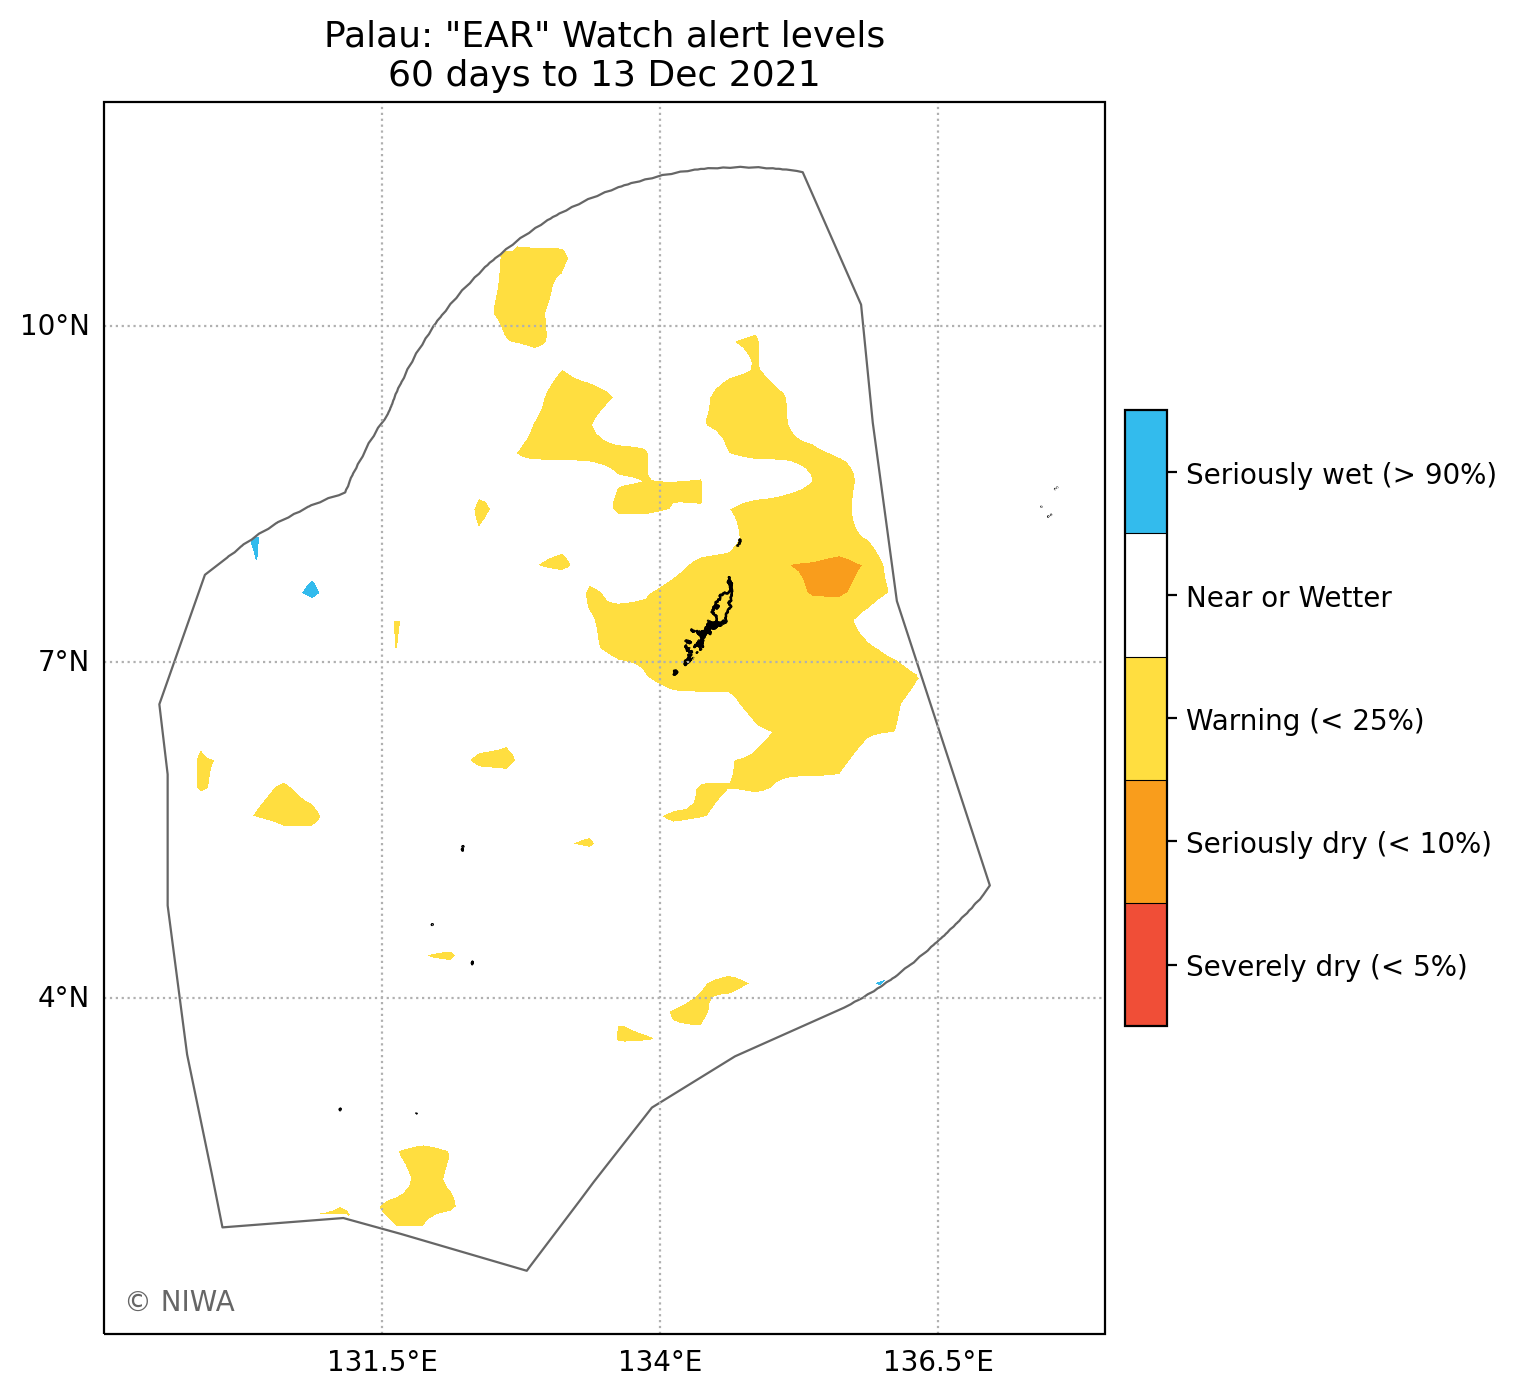 Palau: "EAR" Watch alert levels
60 days to 13 Dec 2021
10°N
7°N
4°N
131.5°E
134°E
136.5°E
Seriously wet (> 90%)
Near or Wetter
Warning (< 25%)
Seriously dry (< 10%)
Severely dry (< 5%)
© NIWA